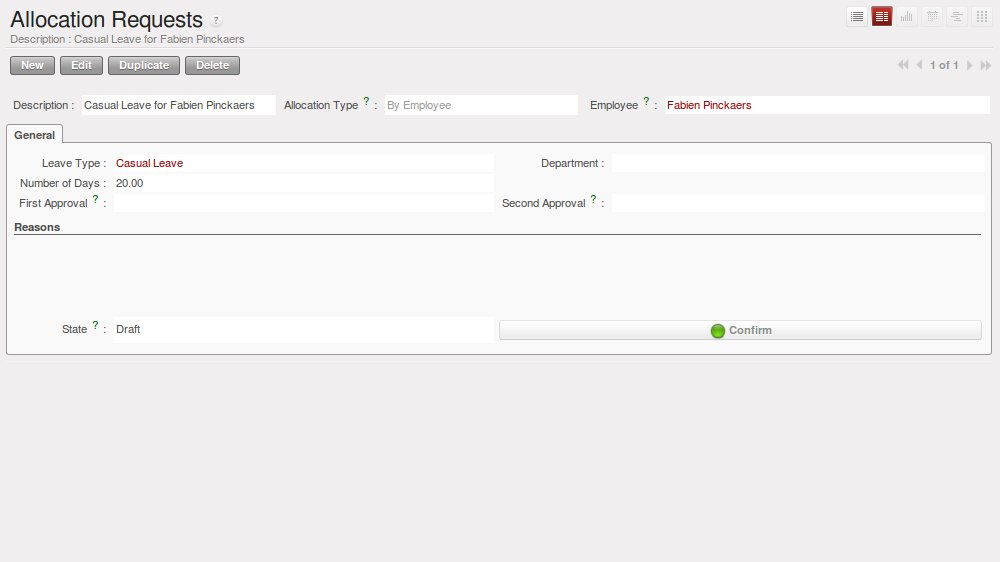 Allocation Requests ?
Description : Casual Leave for Fabien Pinckaers
New Edit Duplicate Delete 1 of 1
Description : Casual Leave for Fabien Pinckaers Allocation Type ? : By Employee Employee ? : Fabien Pinckaers
General
Leave Type : Casual Leave Department :
Number of Days : 20.00
First Approval ? : Second Approval ? :
Reasons
State ? : Draft Confirm